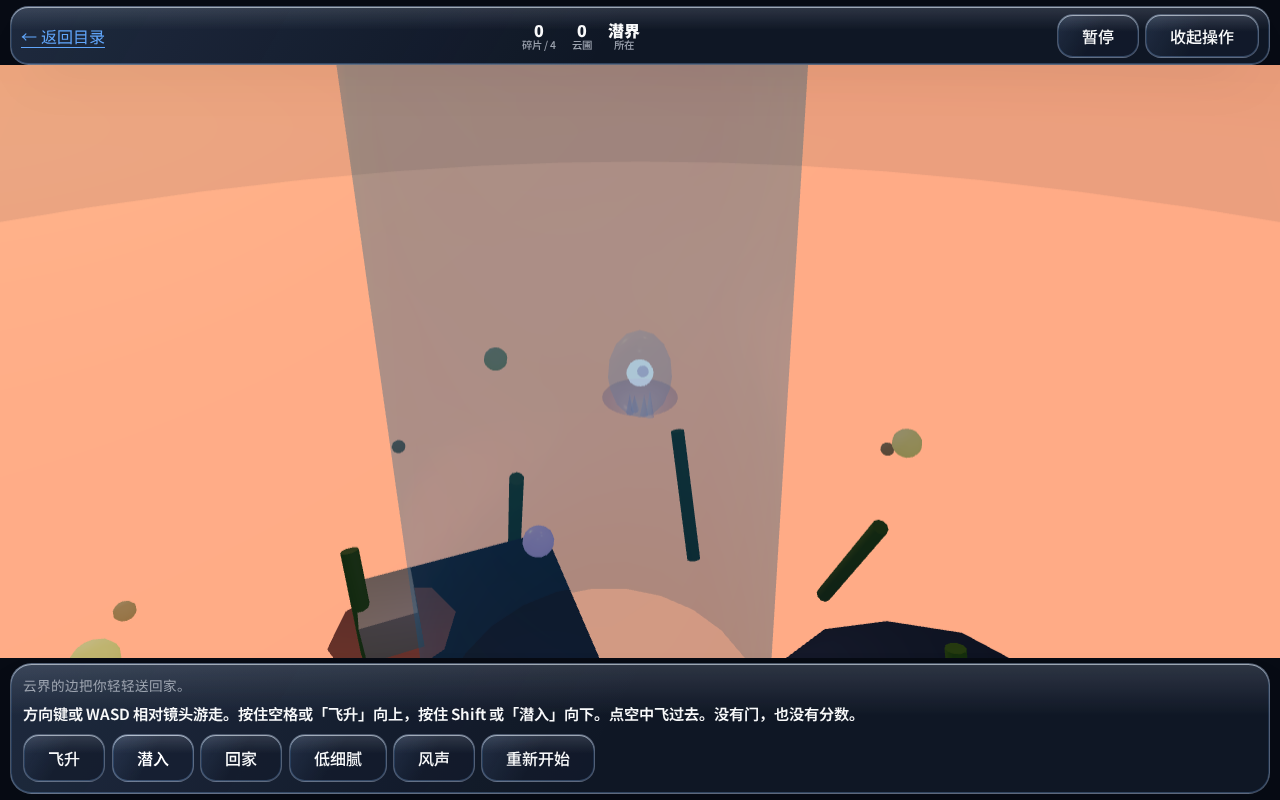 ← 返回目录
0
碎片 / 4
0
云圃
潜界
所在
暂停
收起操作
云界的边把你轻轻送回家。
方向键或 WASD 相对镜头游走。按住空格或「飞升」向上，按住 Shift 或「潜入」向下。点空中飞过去。没有门，也没有分数。
飞升
潜入
回家
低细腻
风声
重新开始